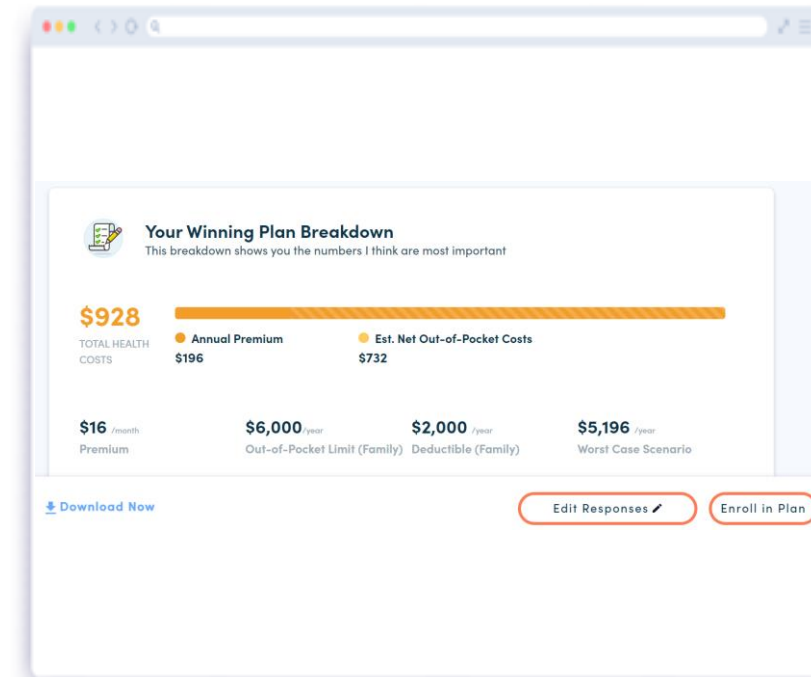 Your Winning Plan Breakdown
This breakdown shows you the numbers I think are most important
$928
TOTAL HEALTH
COSTS
Annual Premium
$196
Est. Net Out-of-Pocket Costs
$732
$16 /month
Premium
$6,000/year
Out-of-Pocket Limit (Family)
$2,000 /year
Deductible (Family)
$5,196 /year
Worst Case Scenario
Download Now
Edit Responses
Enroll in Plan